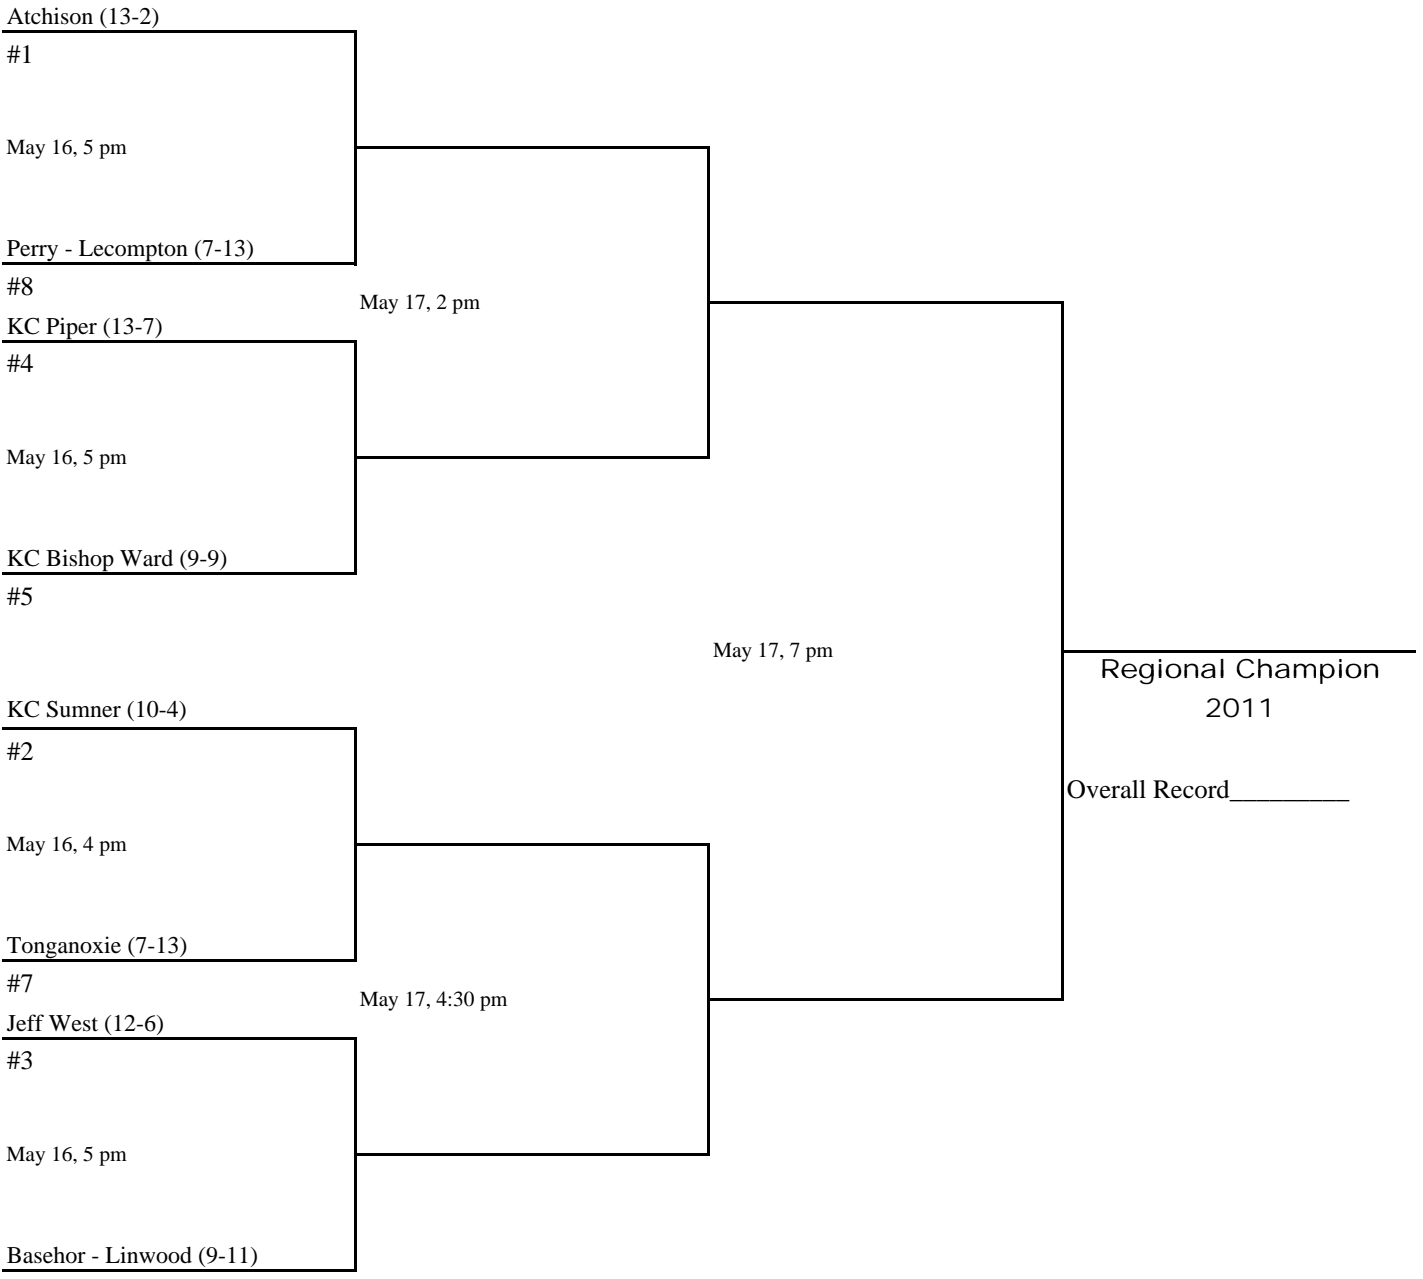 Atchison (13-2)
#1
May 16, 5 pm
Perry - Lecompton (7-13)
#8
May 17, 2 pm
KC Piper (13-7)
#4
May 16, 5 pm
KC Bishop Ward (9-9)
#5
May 17, 7 pm
Regional Champion
2011
KC Sumner (10-4)
#2
Overall Record_________
May 16, 4 pm
Tonganoxie (7-13)
#7
May 17, 4:30 pm
Jeff West (12-6)
#3
May 16, 5 pm
Basehor - Linwood (9-11)